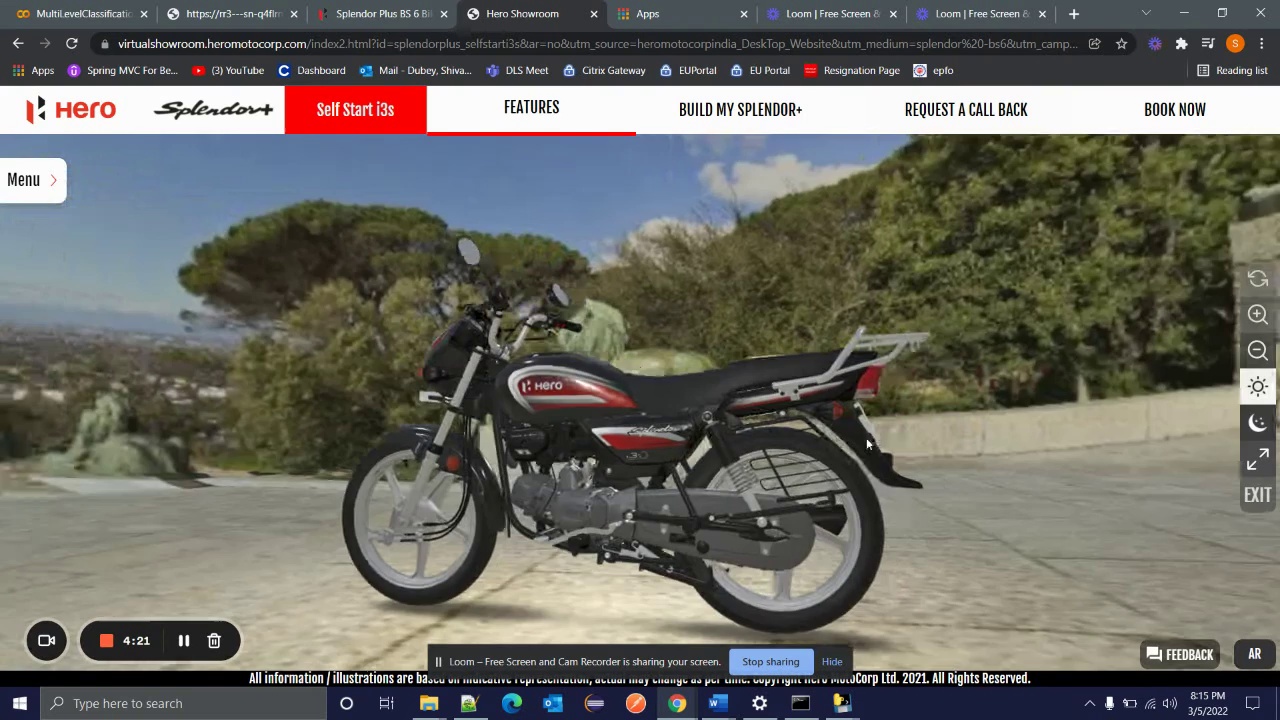 MultiLevelClassificatio
https://rr3---sn-q4flrn
Splendor Plus BS 6 Bi
Hero Showroom
Apps
Loom | Free Screen &
Loom | Free Screen &
virtualshowroom.heromotocorp.com/index2.html?id=splendorplus_selfstarti3s&at=no&utm_source=heromotocorpindia_DeskTop_Website&utm_medium=splendor%20-bs6&utm_camp...
S
Apps
Spring MVC For Be...
(3) YouTube
Dashboard
Mail - Dubey, Shiva...
DLS Meet
Citrix Gateway
EUPortal
EU Portal
Resignation Page
epfo
Reading list
Hero
Splendor+
Self Start i3s
FEATURES
BUILD MY SPLENDOR+
REQUEST A CALL BACK
BOOK NOW
Menu
Hero
Splendor+
i3S
EXIT
4:21
Loom – Free Screen and Cam Recorder is sharing your screen.
Stop sharing
Hide
FEEDBACK
AR
All information / illustrations are based on indicative representation, actual may change as per time. Copyright Hero MotoCorp Ltd. 2021. All Rights Reserved.
Type here to search
8:15 PM
3/5/2022